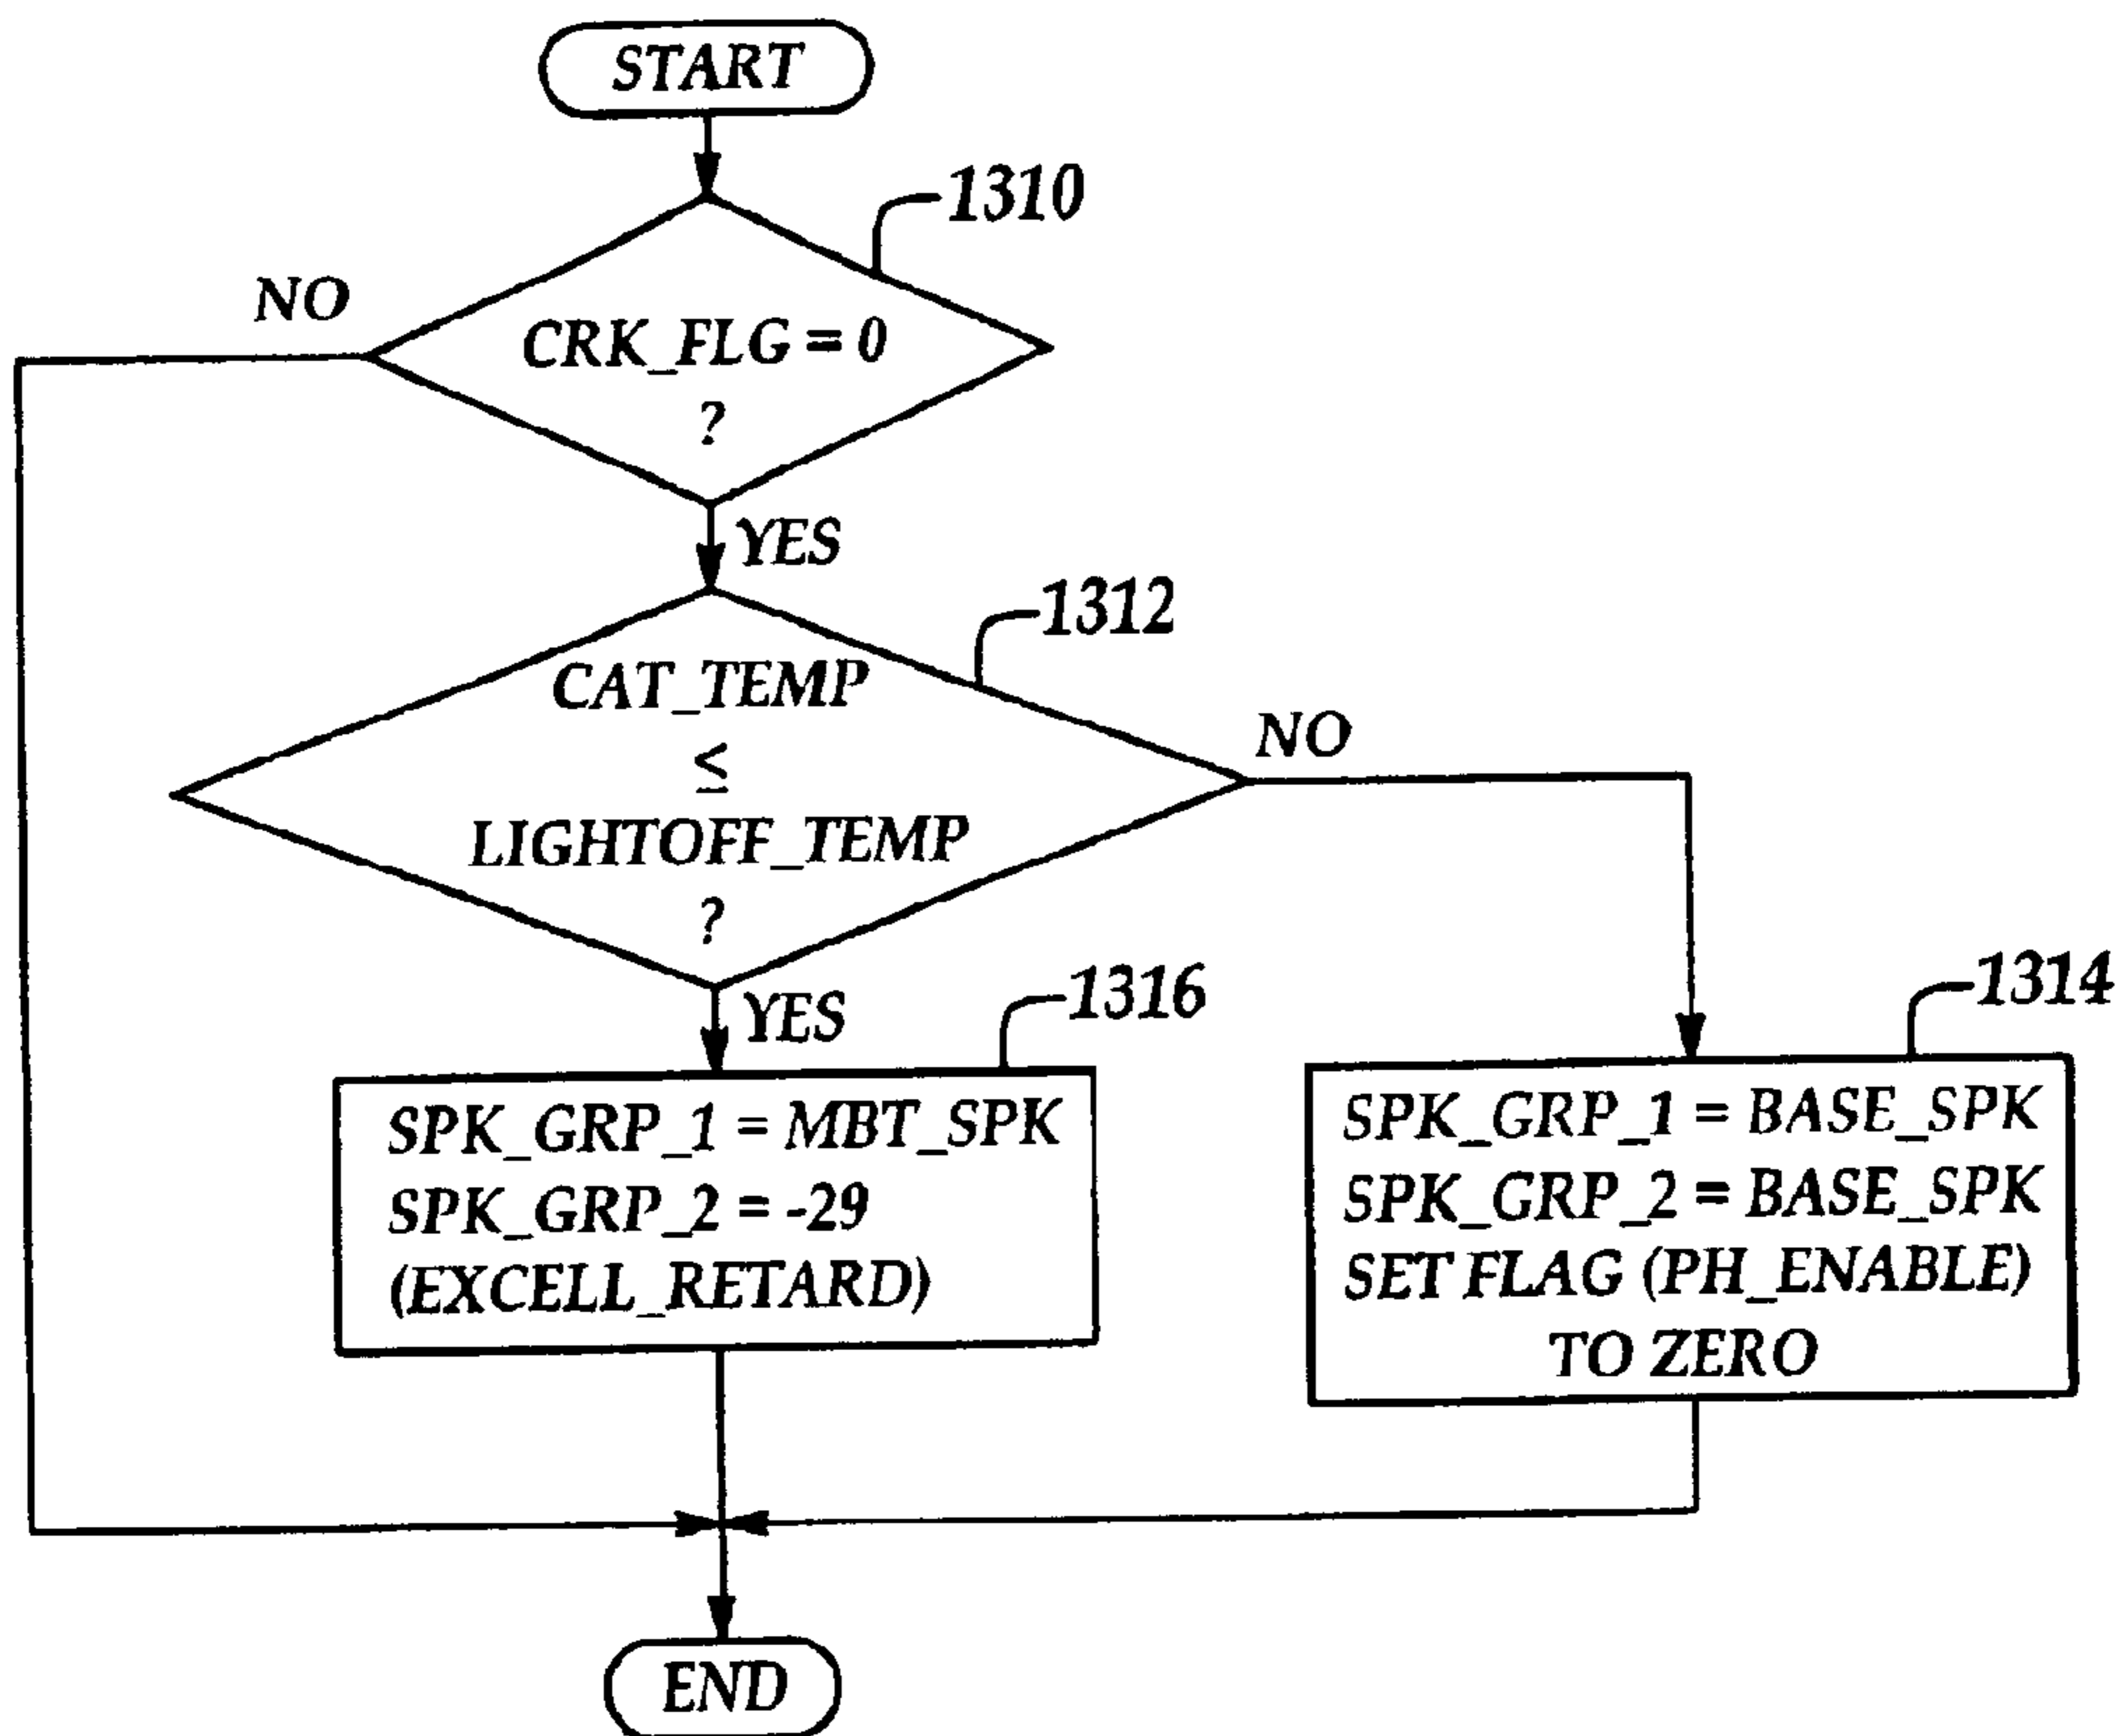 START
1310
NO
CRK_FLG = 0
?
YES
1312
CAT_TEMP
≤
LIGHTOFF_TEMP
?
NO
YES
1316
SPK_GRP_1 = MBT_SPK
SPK_GRP_2 = -29
(EXCELL_RETARD)
1314
SPK_GRP_1 = BASE_SPK
SPK_GRP_2 = BASE_SPK
SET FLAG (PH_ENABLE)
TO ZERO
END